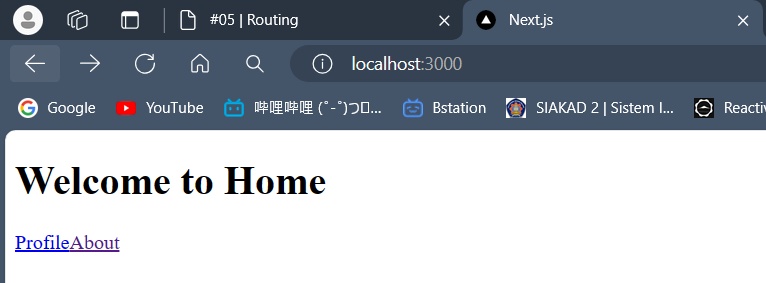 #05 | Routing
Next.js
localhost:3000
Google
YouTube
哔哩哔哩 (゜-゜)つロ...
Bstation
SIAKAD 2 | Sistem I...
Reactiv
Welcome to Home
ProfileAbout